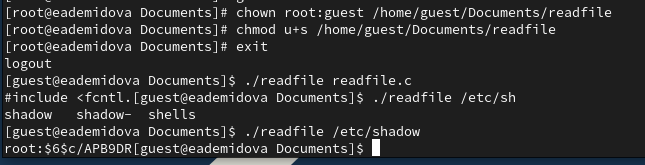 [root@eademidova Documents]# chown root:guest /home/guest/Documents/readfile
[root@eademidova Documents]# chmod u+s /home/guest/Documents/readfile
[root@eademidova Documents]# exit
logout
[guest@eademidova Documents]$ ./readfile readfile.c
#include <fcntl.[guest@eademidova Documents]$ ./readfile /etc/sh
shadow   shadow-  shells
[guest@eademidova Documents]$ ./readfile /etc/shadow
root:$6$c/APB9DR[guest@eademidova Documents]$